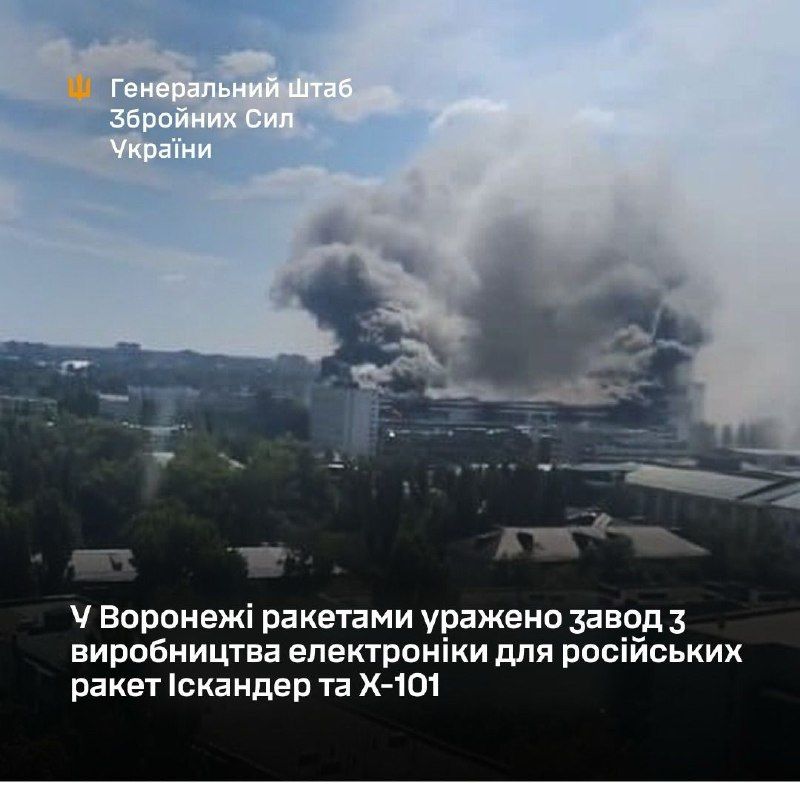 Генеральний Штаб
Збройних Сил
України
У Воронежі ракетами уражено завод з
виробництва електроніки для російських
ракет Іскандер та Х-101